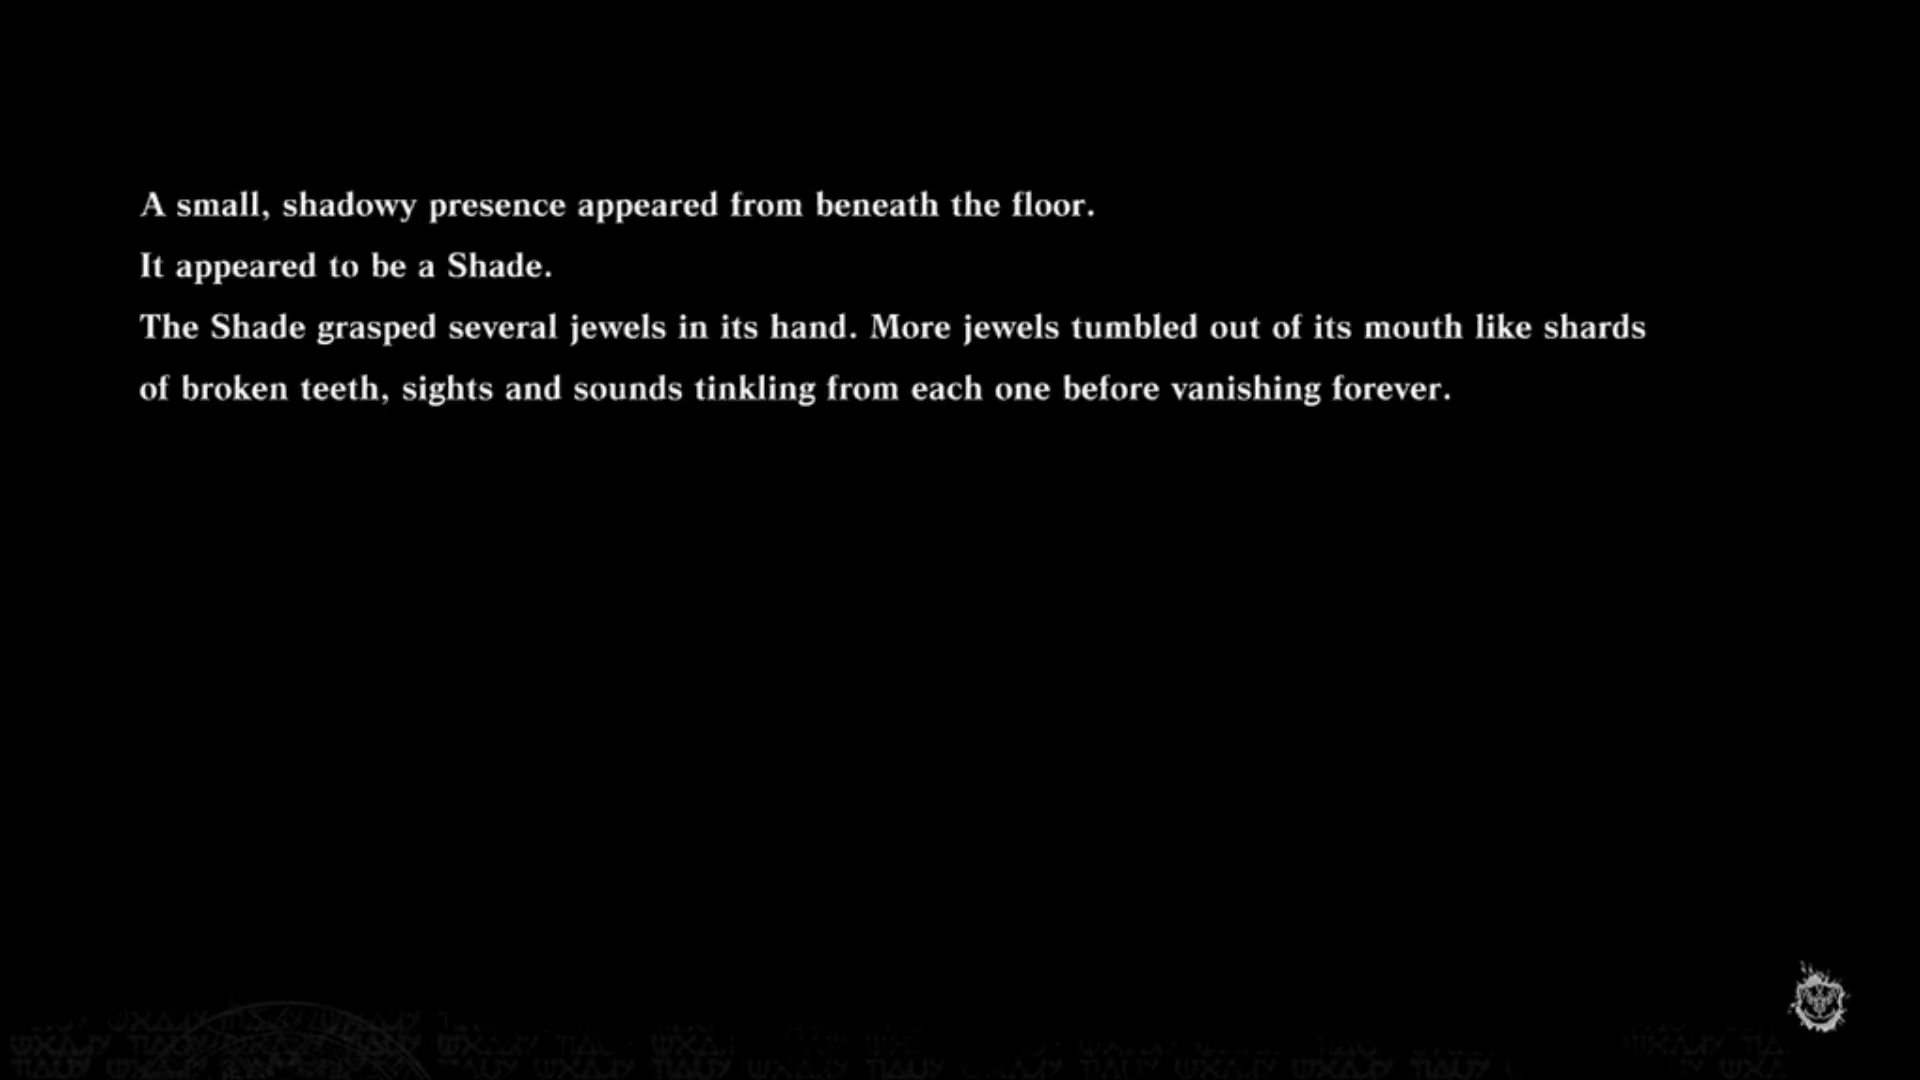 A small, shadowy presence appeared from beneath the floor.
It appeared to be a Shade.
The Shade grasped several jewels in its hand. More jewels tumbled out of its mouth like shards
of broken teeth, sights and sounds tinkling from each one before vanishing forever.